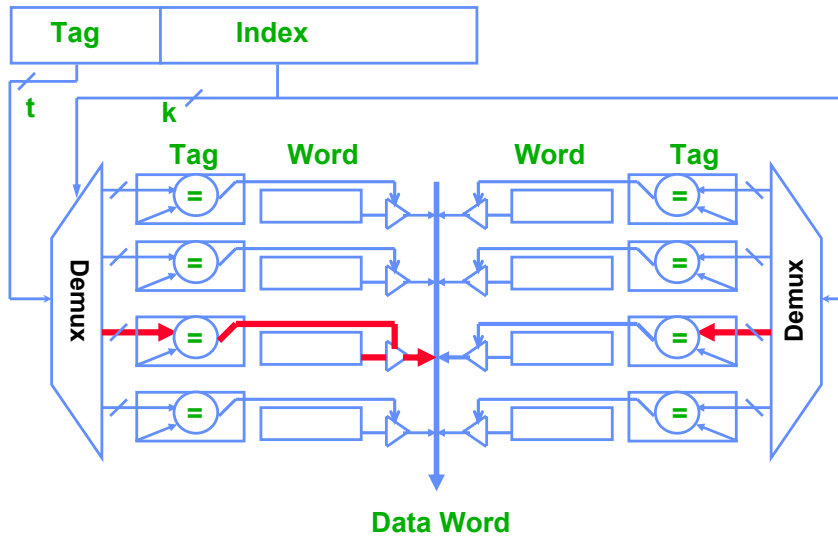 Tag Index
t k
Tag Word Word Tag
= =
= =
Demux Demux
= =
= =
Data Word